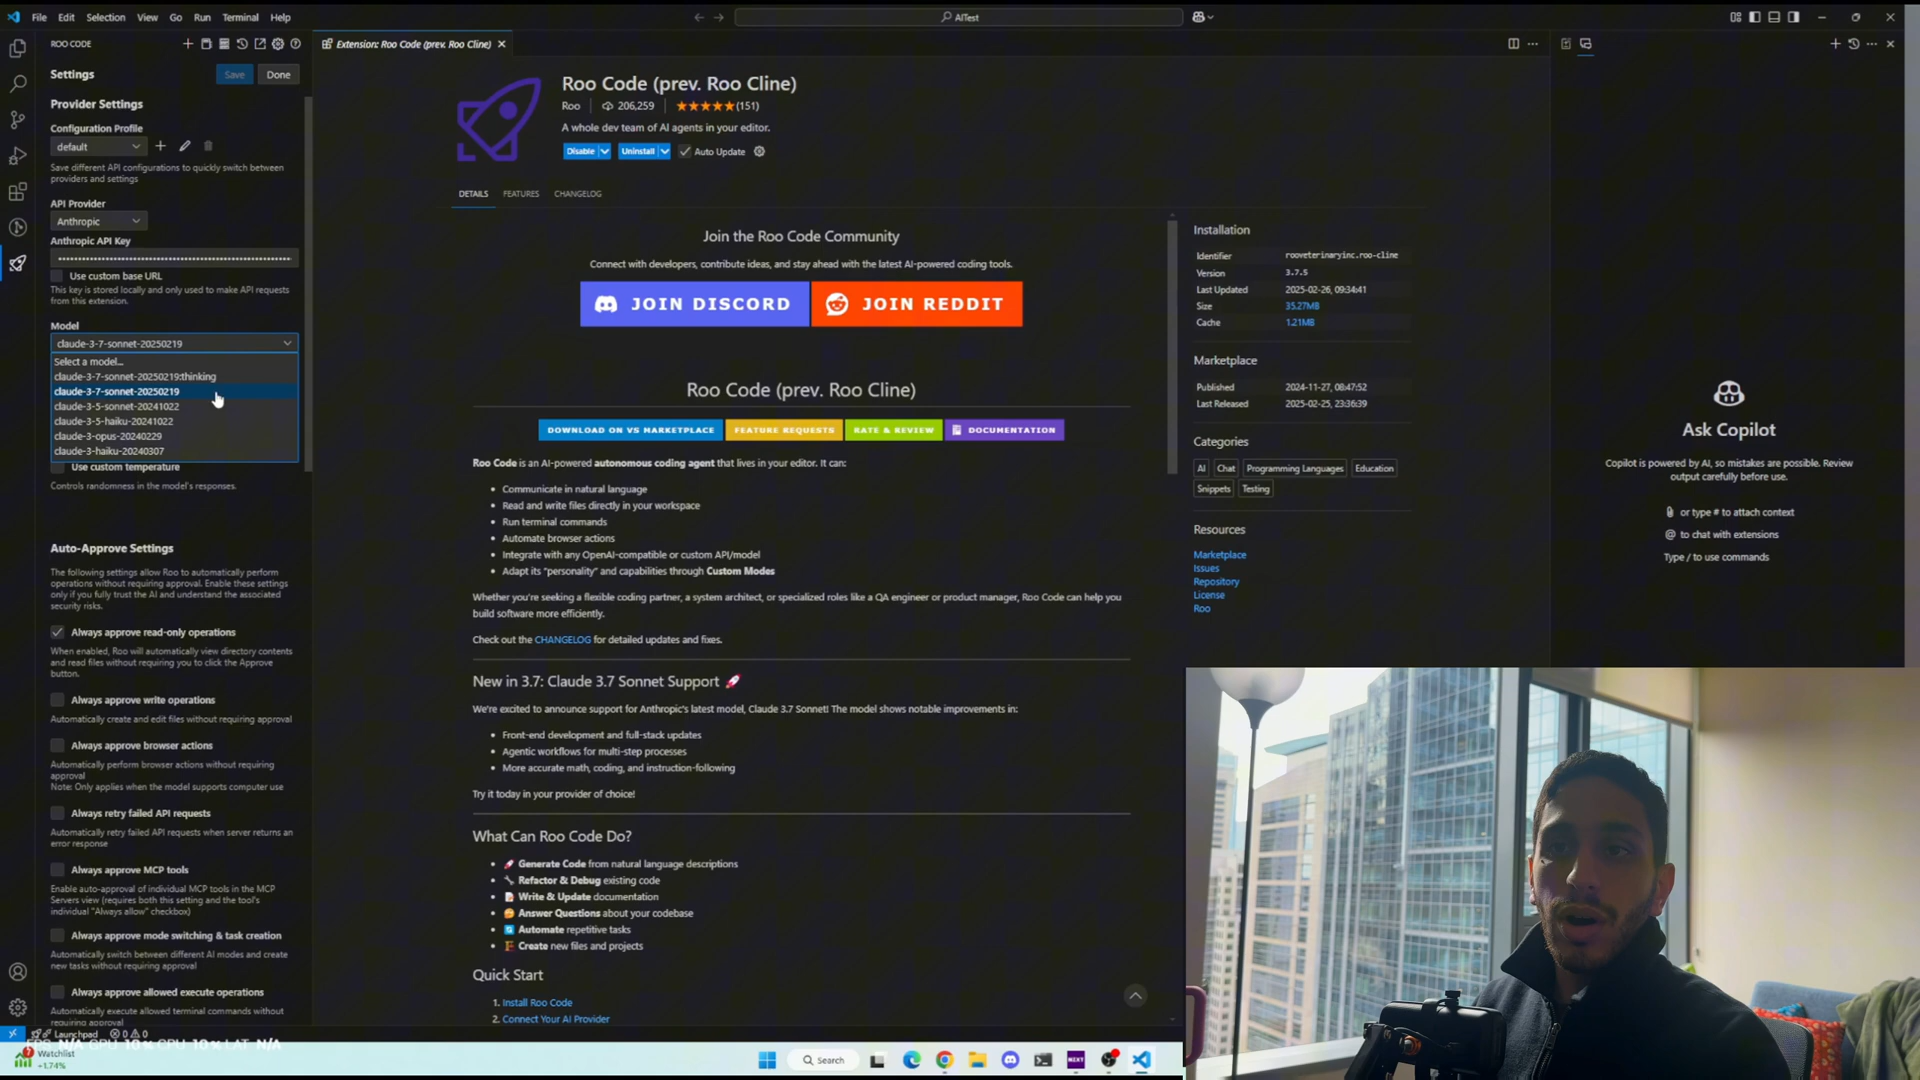 File Edit Selection View Go Run Terminal Help
AITest
ROO CODE
Extension: Roo Code (prev. Roo Cline)
Settings
Save
Done
Provider Settings
Configuration Profile
default
Save different API configurations to quickly switch between
providers and settings
API Provider
Anthropic
Anthropic API Key
Use custom base URL
This key is stored locally and only used to make API requests
from this extension.
Model
claude-3-7-sonnet-20250219
Select a model...
claude-3-7-sonnet-20250219:thinking
claude-3-7-sonnet-20250219
claude-3-5-sonnet-20241022
claude-3-5-haiku-20241022
claude-3-opus-20240229
claude-3-haiku-20240307
Use custom temperature
Controls randomness in the model's responses.
Auto-Approve Settings
The following settings allow Roo to automatically perform
operations without requiring approval. Enable these settings
only if you fully trust the AI and understand the associated
security risks.
Always approve read-only operations
When enabled, Roo will automatically view directory contents
and read files without requiring you to click the Approve
button.
Always approve write operations
Automatically create and edit files without requiring approval
Always approve browser actions
Automatically perform browser actions without requiring
approval
Note: Only applies when the model supports computer use
Always retry failed API requests
Automatically retry failed API requests when server returns an
error response
Always approve MCP tools
Enable auto-approval of individual MCP tools in the MCP
Servers view (requires both this setting and the tool's
individual "Always allow" checkbox)
Always approve mode switching & task creation
Automatically switch between different AI modes and create
new tasks without requiring approval
Always approve allowed execute operations
Automatically execute allowed terminal commands without
requiring approval
Roo Code (prev. Roo Cline)
Roo
206,259
(151)
A whole dev team of AI agents in your editor.
Disable
Uninstall
Auto Update
DETAILS FEATURES CHANGELOG
Join the Roo Code Community
Connect with developers, contribute ideas, and stay ahead with the latest AI-powered coding tools.
JOIN DISCORD
JOIN REDDIT
Roo Code (prev. Roo Cline)
DOWNLOAD ON VS MARKETPLACE
FEATURE REQUESTS
RATE & REVIEW
DOCUMENTATION
Roo Code is an AI-powered autonomous coding agent that lives in your editor. It can:
• Communicate in natural language
• Read and write files directly in your workspace
• Run terminal commands
• Automate browser actions
• Integrate with any OpenAI-compatible or custom API/model
• Adapt its "personality" and capabilities through Custom Modes
Whether you're seeking a flexible coding partner, a system architect, or specialized roles like a QA engineer or product manager, Roo Code can help you
build software more efficiently.
Check out the CHANGELOG for detailed updates and fixes.
New in 3.7: Claude 3.7 Sonnet Support 🚀
We're excited to announce support for Anthropic's latest model, Claude 3.7 Sonnet! The model shows notable improvements in:
• Front-end development and full-stack updates
• Agentic workflows for multi-step processes
• More accurate math, coding, and instruction-following
Try it today in your provider of choice!
What Can Roo Code Do?
• 🚀 Generate Code from natural language descriptions
• 🔧 Refactor & Debug existing code
• 📝 Write & Update documentation
• 🤔 Answer Questions about your codebase
• 🔄 Automate repetitive tasks
• 🏗️ Create new files and projects
Quick Start
1. Install Roo Code
2. Connect Your AI Provider
Installation
Identifier rooveterinaryinc.roo-cline
Version 3.7.5
Last Updated 2025-02-26, 09:34:41
Size 35.27MB
Cache 1.21MB
Marketplace
Published 2024-11-27, 08:47:52
Last Released 2025-02-25, 23:36:39
Categories
AI Chat Programming Languages Education
Snippets Testing
Resources
Marketplace
Issues
Repository
License
Roo
Ask Copilot
Copilot is powered by AI, so mistakes are possible. Review
output carefully before use.
or type # to attach context
@ to chat with extensions
Type / to use commands
Launchpad 0 0
FPS N/A GPU 10% CPU 10% LAT N/A
Watchlist
-1.74%
Search
NEXT